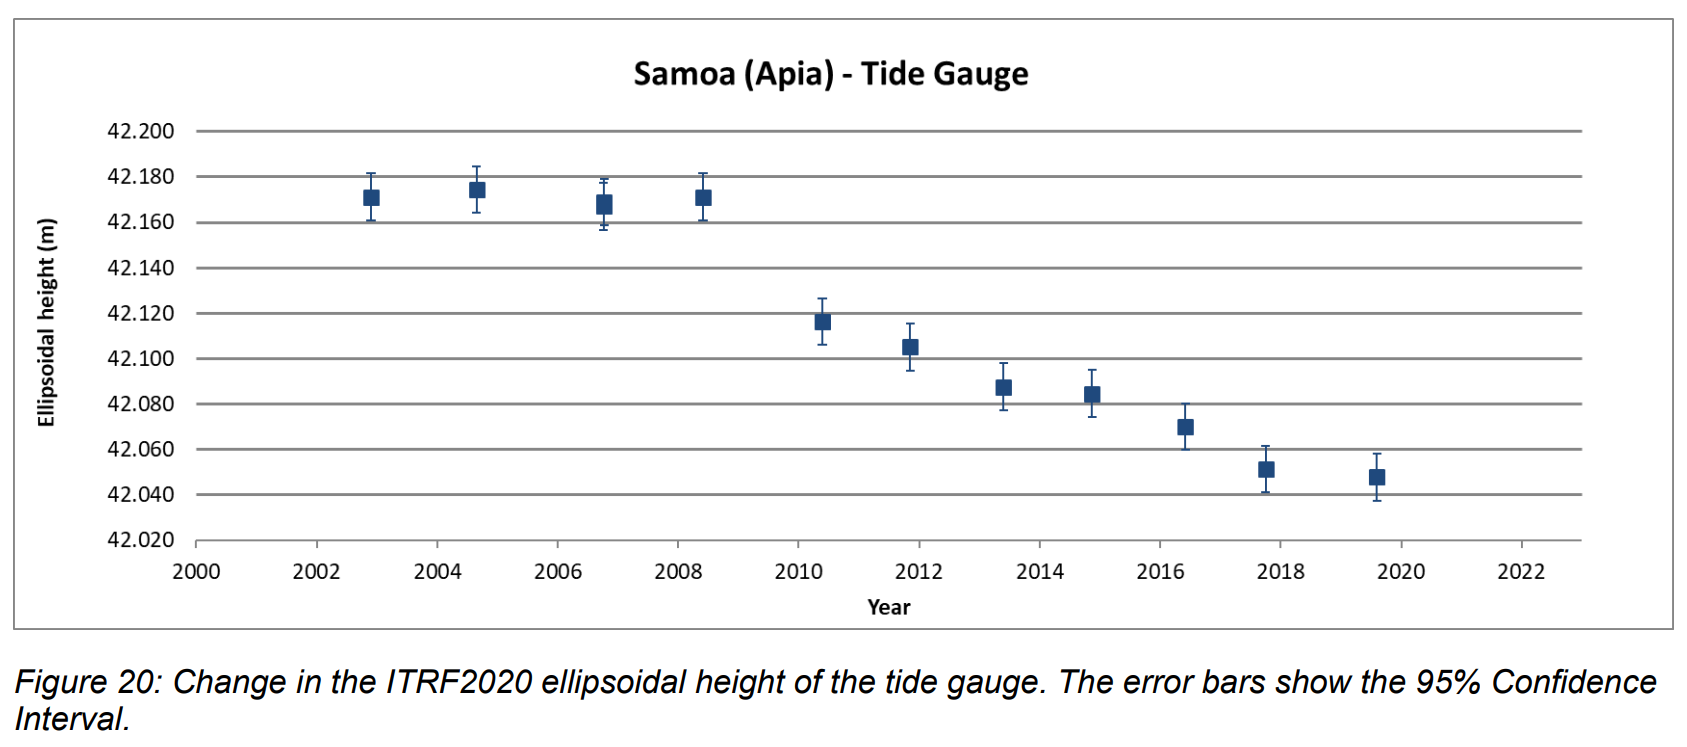 Samoa (Apia) - Tide Gauge
42.200
42.180
42.160
42.140
42.120
42.100
42.080
42.060
42.040
42.020
Ellipsoidal height (m)
2000 2002 2004 2006 2008 2010 2012 2014 2016 2018 2020 2022
Year
Figure 20: Change in the ITRF2020 ellipsoidal height of the tide gauge. The error bars show the 95% Confidence
Interval.